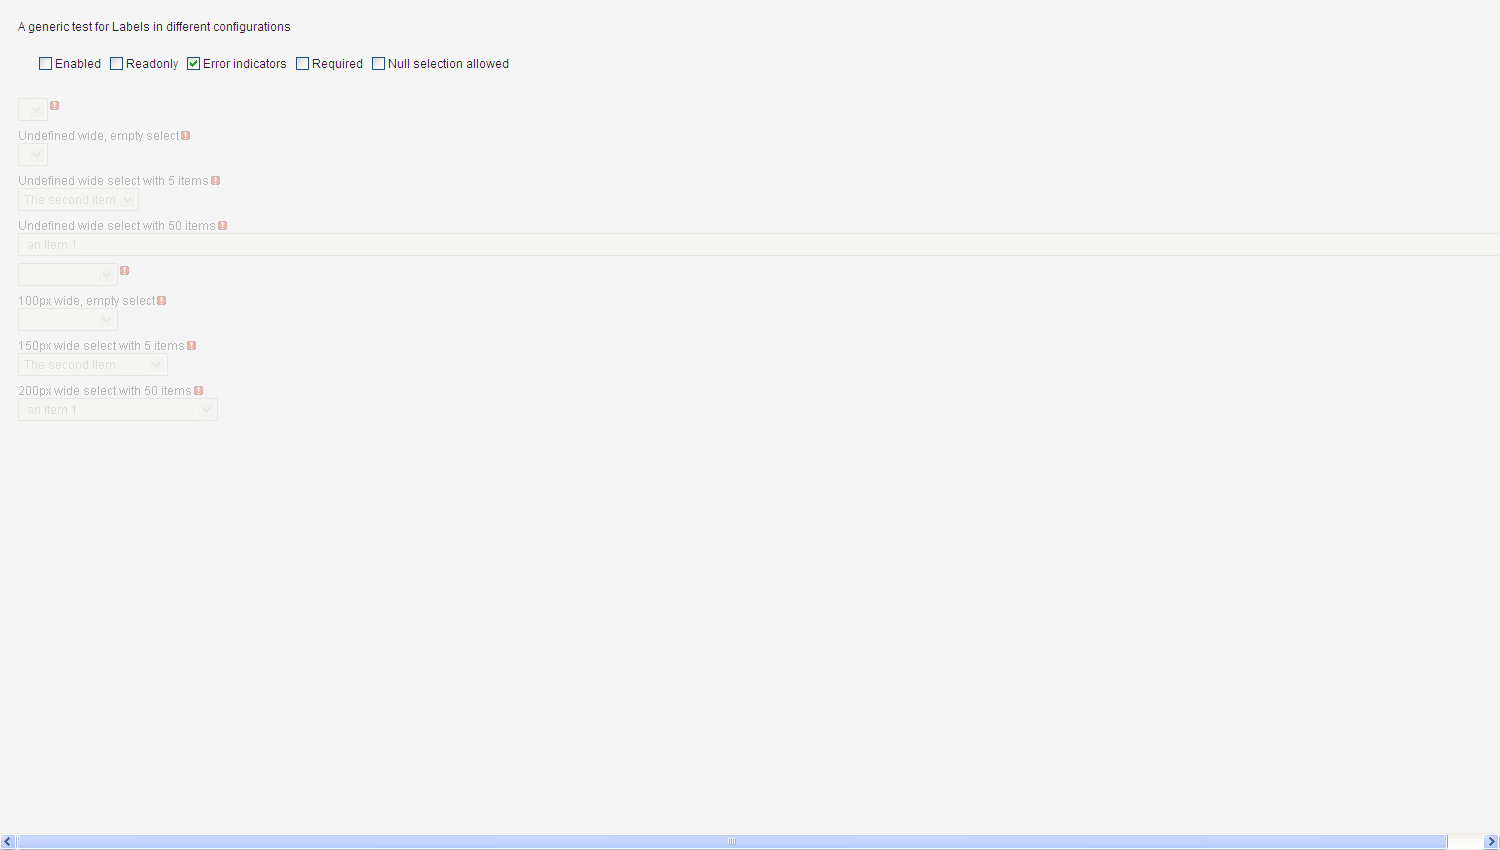 A generic test for Labels in different configurations
Enabled Readonly Error indicators Required Null selection allowed
Undefined wide, empty select
Undefined wide select with 5 items
The second item
Undefined wide select with 50 items
an item 1
100px wide, empty select
150px wide select with 5 items
The second item
200px wide select with 50 items
an item 1